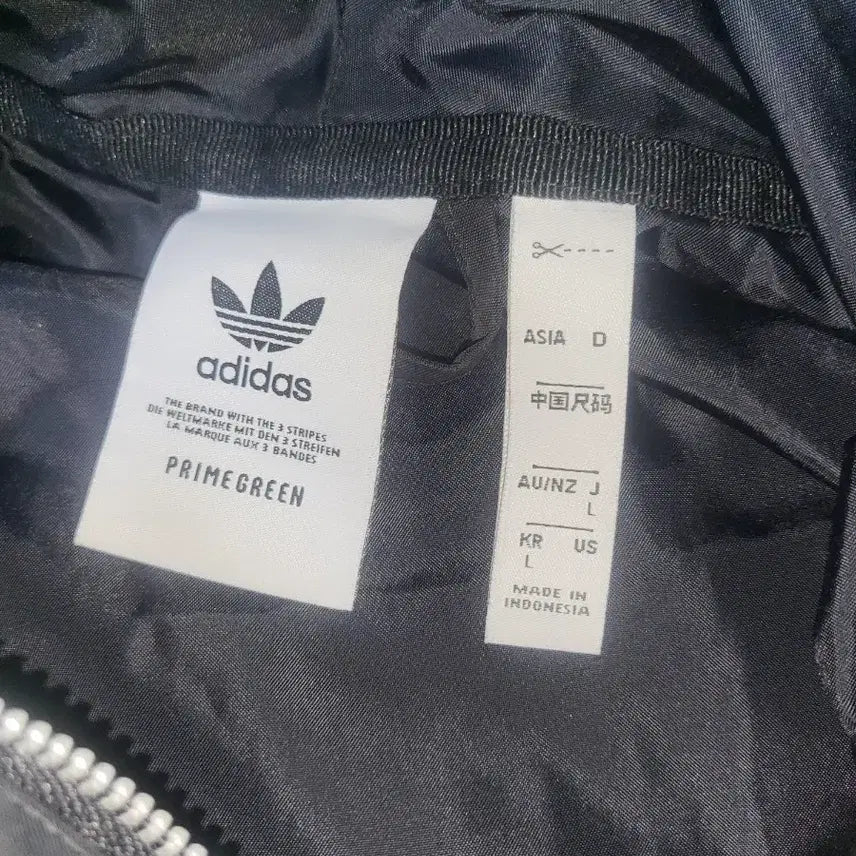 adidas
THE BRAND WITH THE 3 STRIPES
DIE WELTMARKE MIT DEN 3 STREIFEN
LA MARQUE AUX 3 BANDES
PRIMEGREEN
ASIA D
中国尺码
AU/NZ J
L
KR US
L
MADE IN
INDONESIA